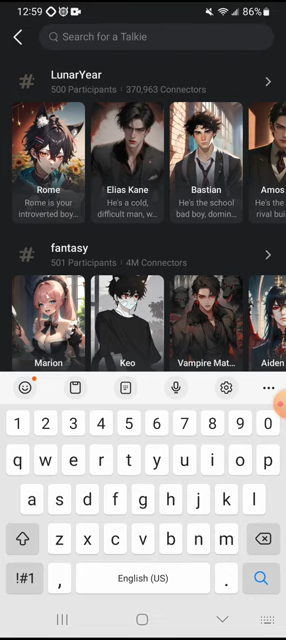 12:59
86%
Search for a Talkie
# LunarYear
500 Participants | 370,963 Connectors
Rome
Rome is your
introverted boy...
Elias Kane
He's a cold,
difficult man, w...
Bastian
He's the school
bad boy, domin...
Amos
He's the
rival bui
# fantasy
501 Participants | 4M Connectors
Marion
Keo
Vampire Mat...
Aiden
1 2 3 4 5 6 7 8 9 0
q w e r t y u i o p
a s d f g h j k l
z x c v b n m
!#1 , English (US) .